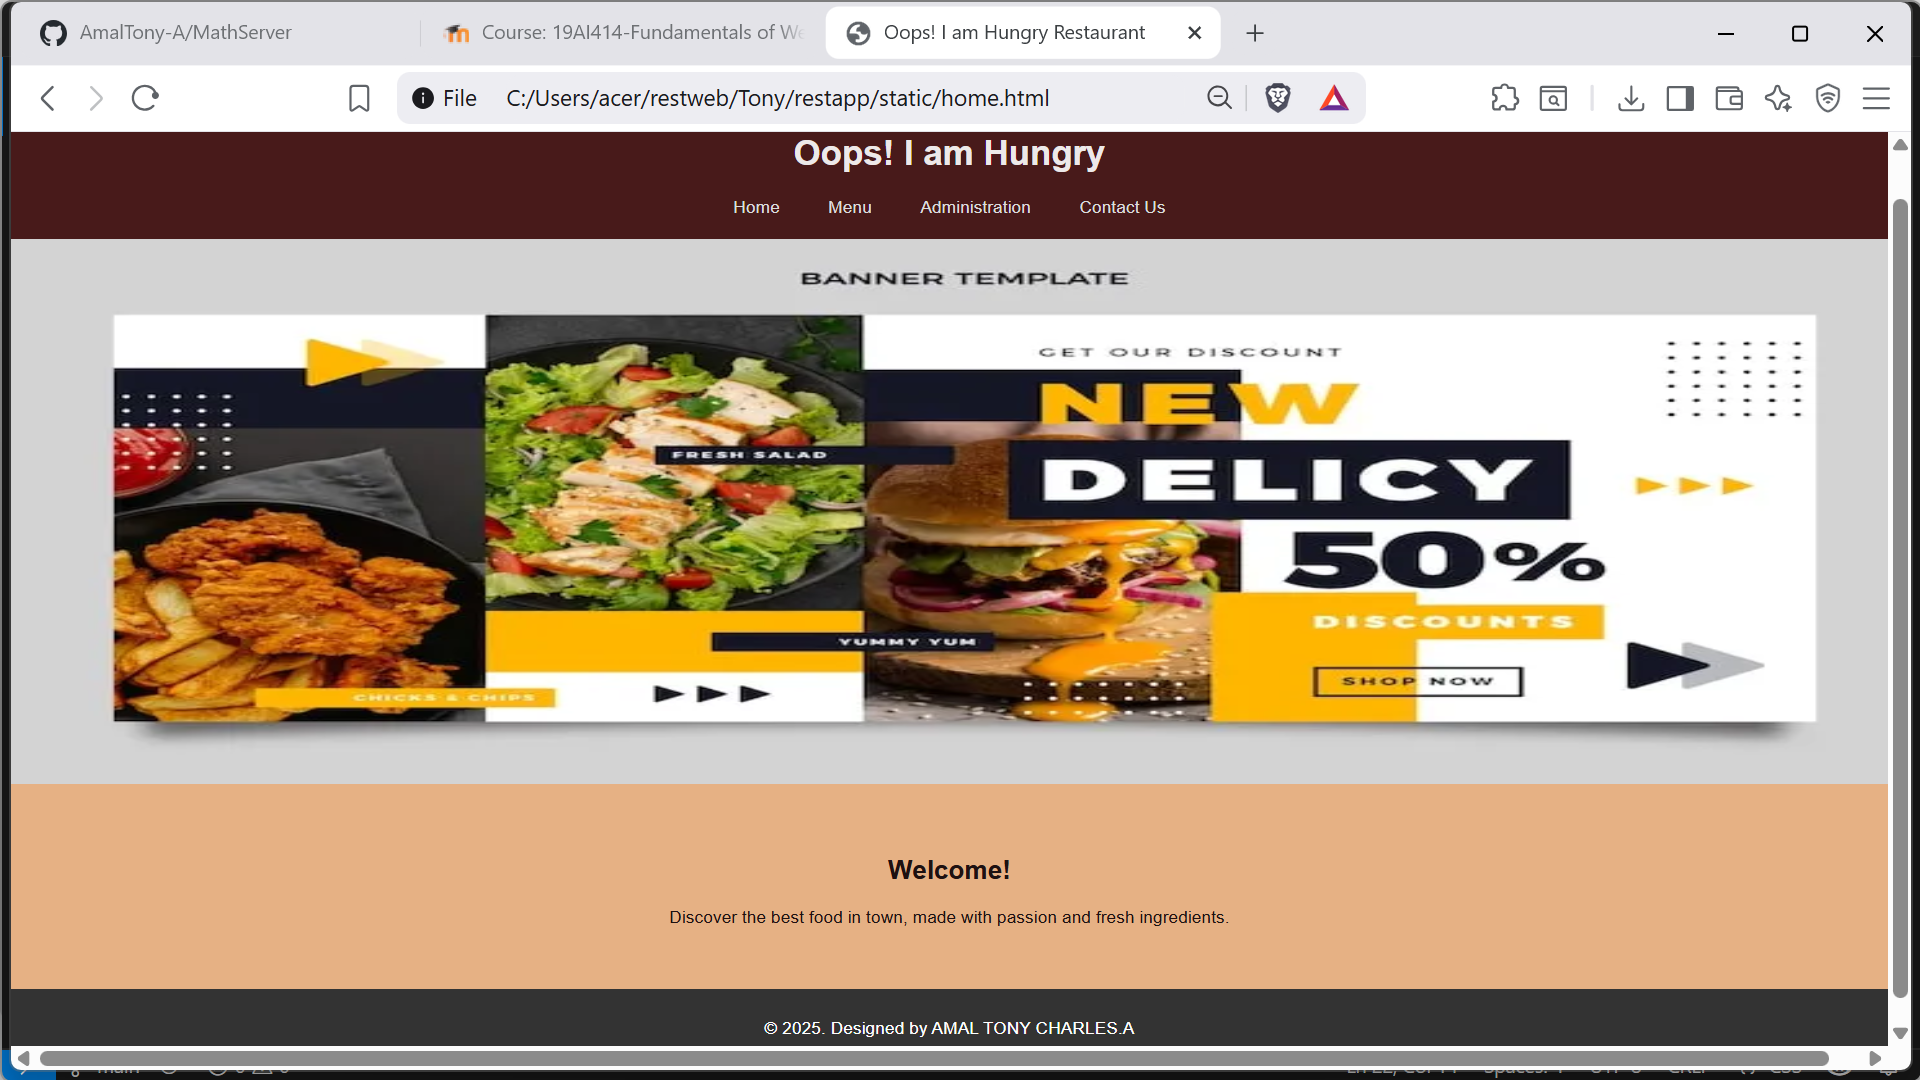 AmalTony-A/MathServer
Course: 19AI414-Fundamentals of We
Oops! I am Hungry Restaurant
File
C:/Users/acer/restweb/Tony/restapp/static/home.html
Oops! I am Hungry
Home Menu Administration Contact Us
BANNER TEMPLATE
GET OUR DISCOUNT
NEW
FRESH SALAD
DELICY
50%
DISCOUNTS
YUMMY YUM
SHOP NOW
CHICKS & CHIPS
Welcome!
Discover the best food in town, made with passion and fresh ingredients.
© 2025. Designed by AMAL TONY CHARLES.A